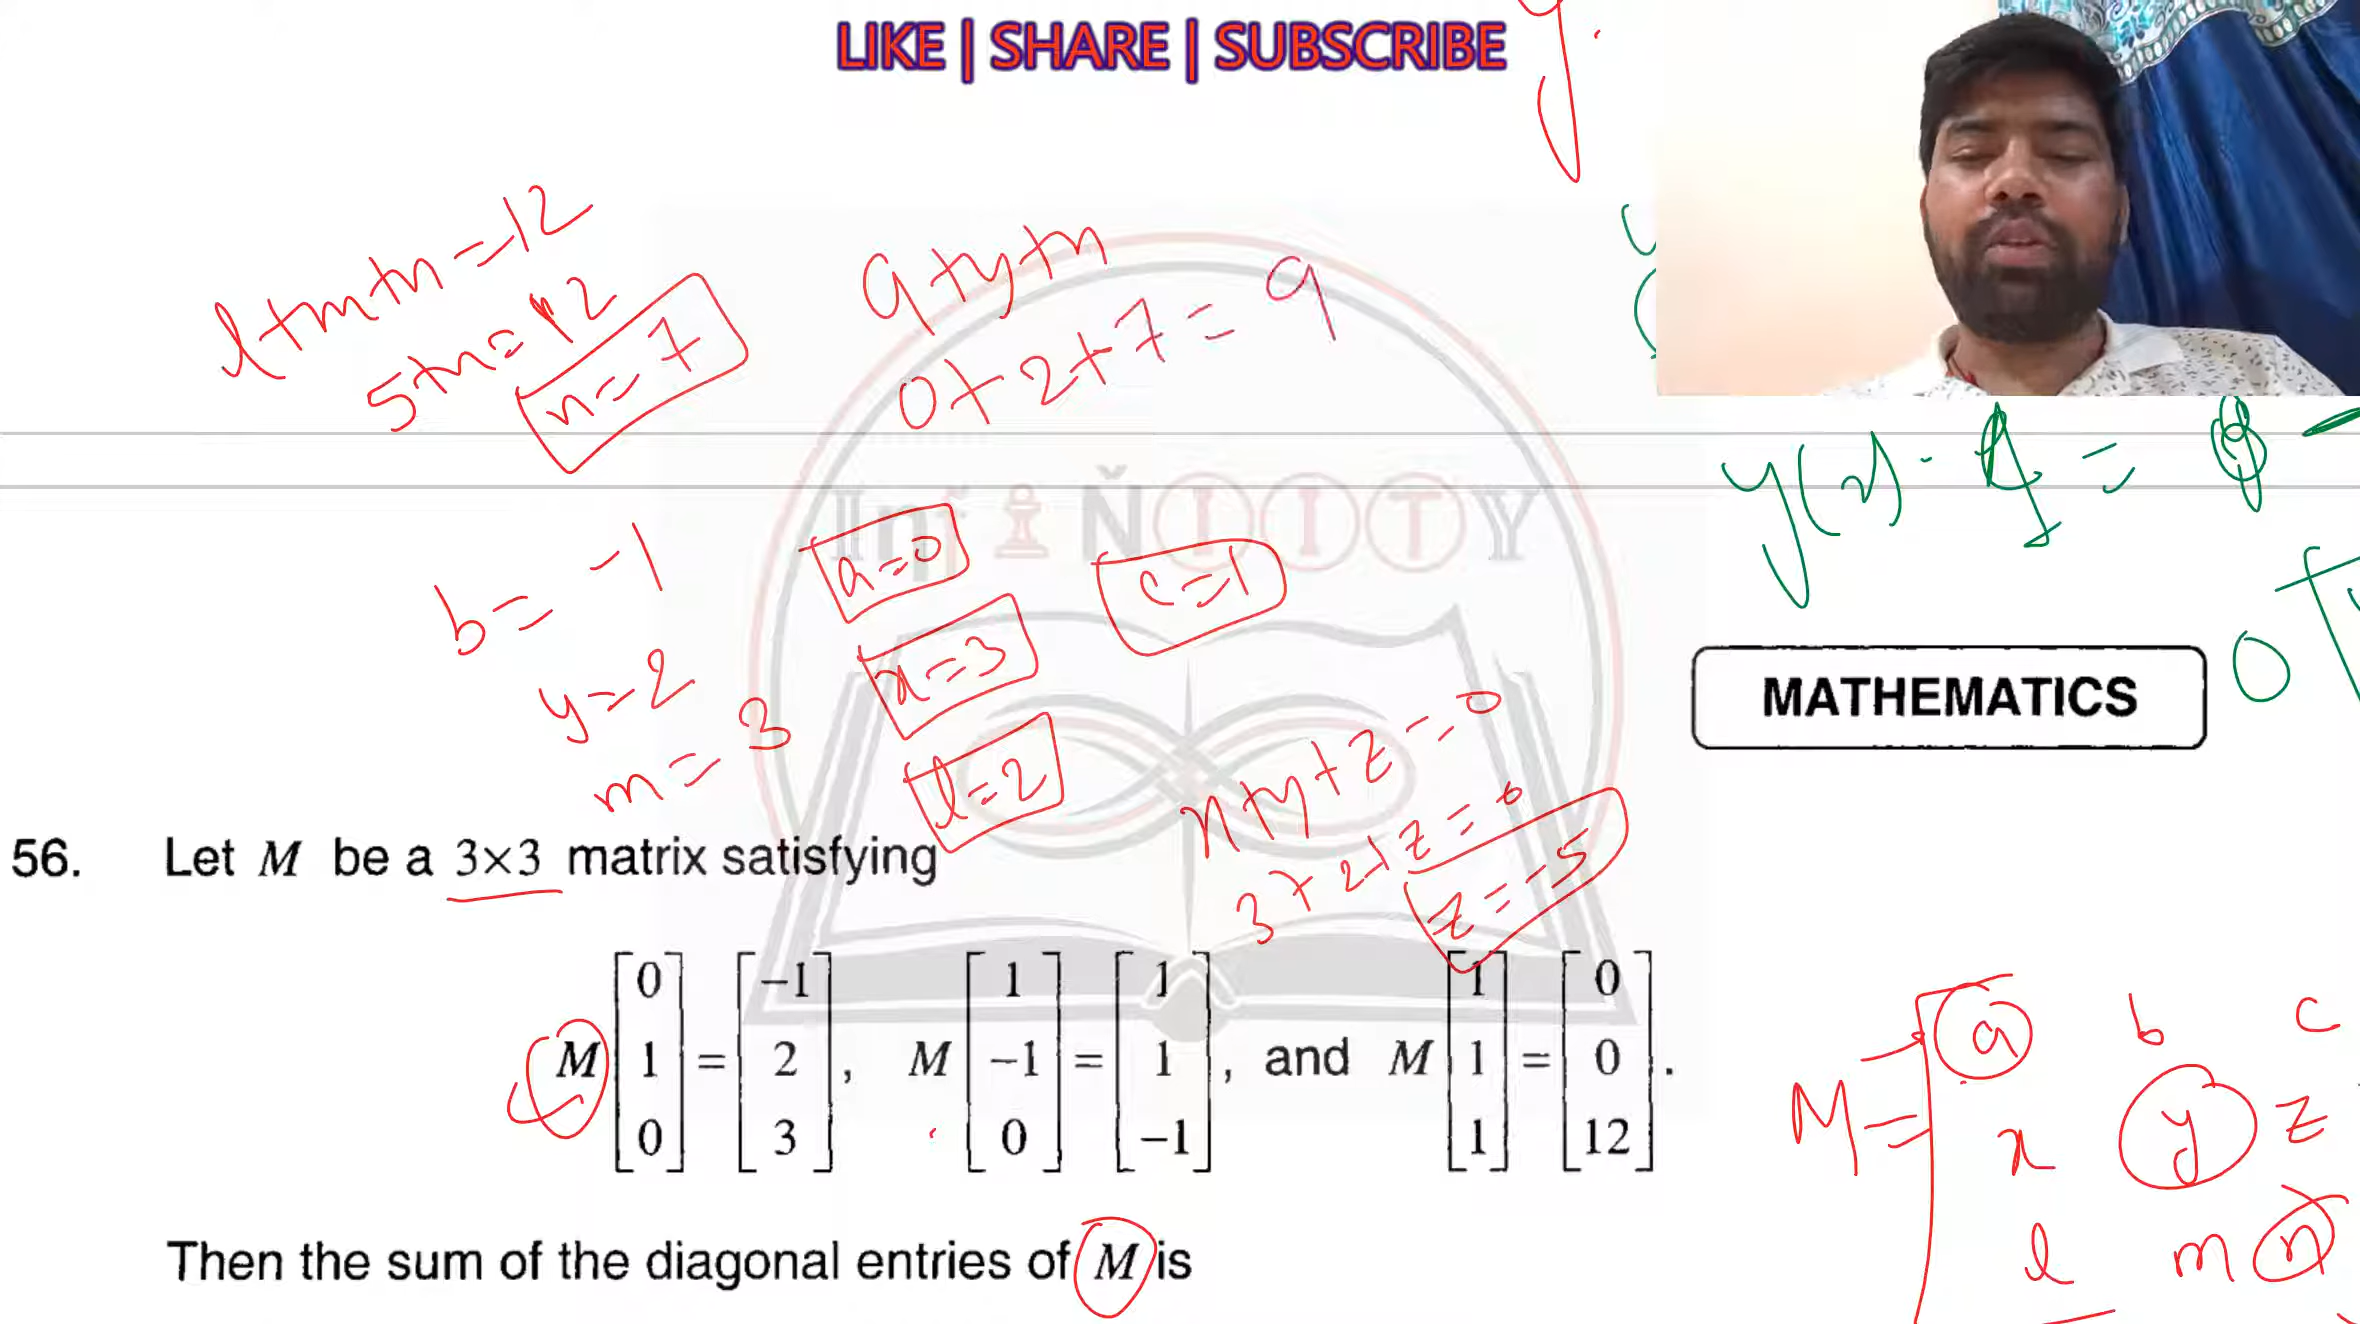 LIKE | SHARE | SUBSCRIBE
l+m+n=12
5+n=12
n=7
a+y+n
0+2+7=9
y(x)·
InfiŇIITY
b=-1
y=2
m=3
a=0
x=3
l=2
c=1
x+y+z=0
3+2+z=0
z=-5
MATHEMATICS
0
56. Let M be a 3×3 matrix satisfying
M [0 1 0] = [-1 2 3], M [1 -1 0] = [1 1 -1], and M [1 1 1] = [0 0 12].
M= a b c
x y z
l m n
Then the sum of the diagonal entries of M is